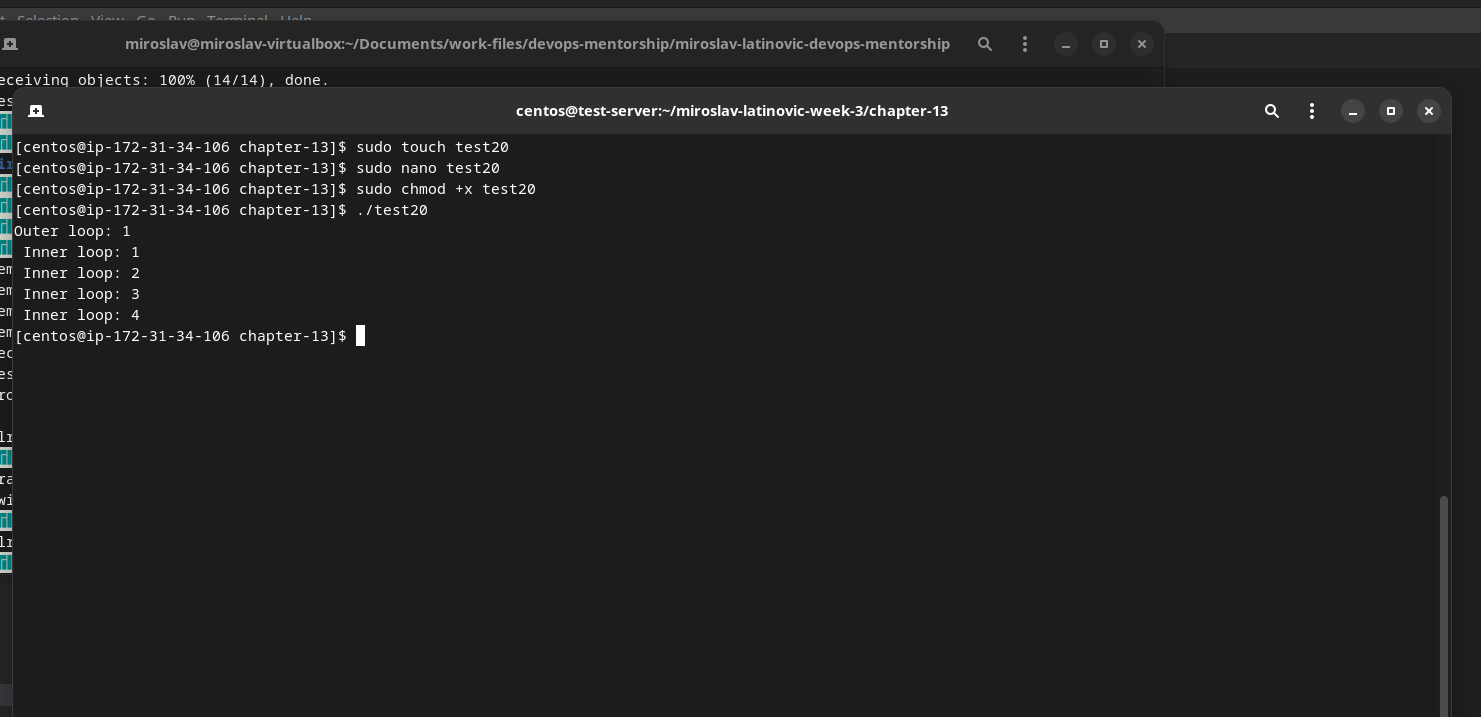 Selection View Go Run Terminal Help
miroslav@miroslav-virtualbox:~/Documents/work-files/devops-mentorship/miroslav-latinovic-devops-mentorship
eceiving objects: 100% (14/14), done.
centos@test-server:~/miroslav-latinovic-week-3/chapter-13
[centos@ip-172-31-34-106 chapter-13]$ sudo touch test20
[centos@ip-172-31-34-106 chapter-13]$ sudo nano test20
[centos@ip-172-31-34-106 chapter-13]$ sudo chmod +x test20
[centos@ip-172-31-34-106 chapter-13]$ ./test20
Outer loop: 1
Inner loop: 1
Inner loop: 2
Inner loop: 3
Inner loop: 4
[centos@ip-172-31-34-106 chapter-13]$